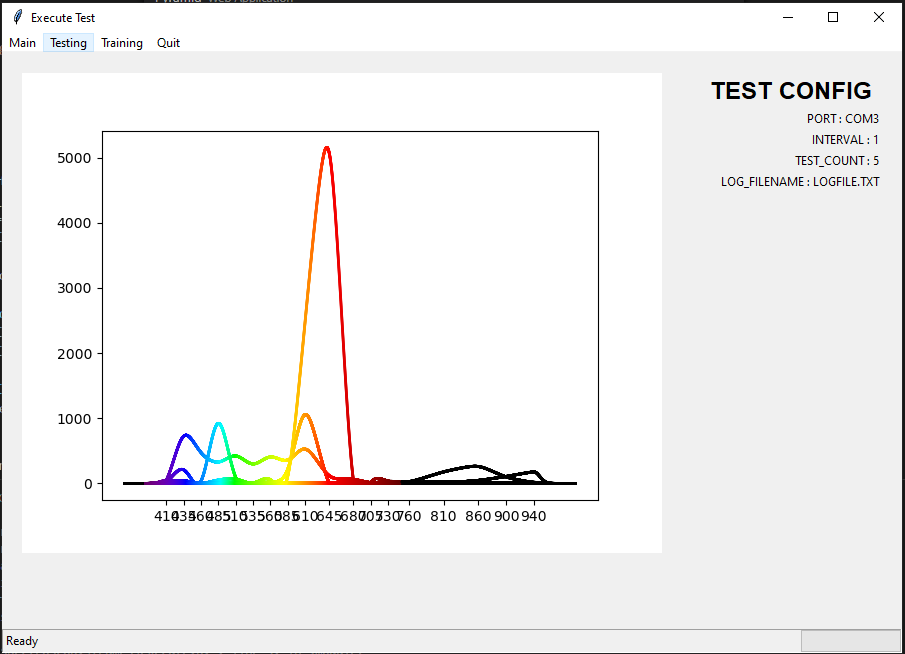 Execute Test
Main Testing Training Quit
TEST CONFIG
PORT : COM3
INTERVAL : 1
TEST_COUNT : 5
LOG_FILENAME : LOGFILE.TXT
5000
4000
3000
2000
1000
0
410 435 460 485 510 535 560 585 610 645 680 705 730 760 810 860 900 940
Ready